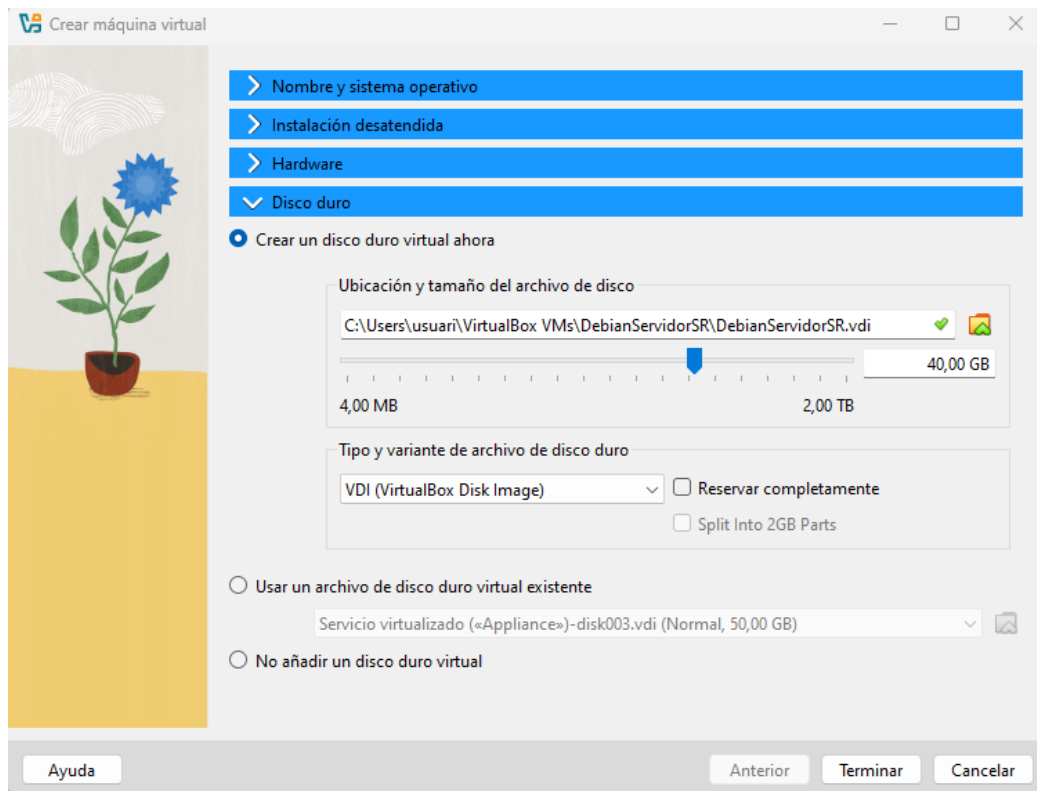 Crear máquina virtual
Nombre y sistema operativo
Instalación desatendida
Hardware
Disco duro
Crear un disco duro virtual ahora
Ubicación y tamaño del archivo de disco
C:\Users\usuari\VirtualBox VMs\DebianServidorSR\DebianServidorSR.vdi
40,00 GB
4,00 MB 2,00 TB
Tipo y variante de archivo de disco duro
VDI (VirtualBox Disk Image) Reservar completamente
Split Into 2GB Parts
Usar un archivo de disco duro virtual existente
Servicio virtualizado («Appliance»)-disk003.vdi (Normal, 50,00 GB)
No añadir un disco duro virtual
Ayuda Anterior Terminar Cancelar